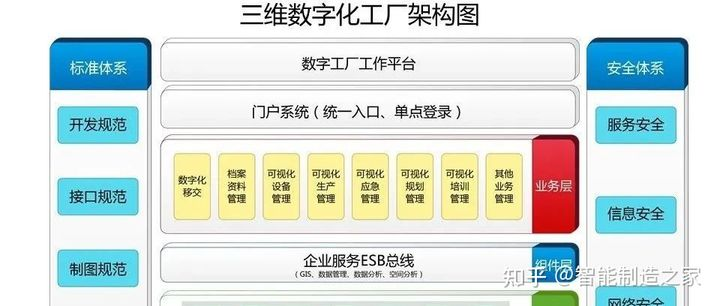 三维数字化工厂架构图
标准体系
开发规范
接口规范
制图规范
数字工厂工作平台
门户系统（统一入口、单点登录）
数字化
移交
档案
资料
管理
可视化
设备
管理
可视化
生产
管理
可视化
应急
管理
可视化
规划
管理
可视化
培训
管理
其他
业务
管理
业务层
企业服务ESB总线
（GIS、数据管理、数据分析、空间分析）
组件层
安全体系
服务安全
信息安全
网络安全
知乎 @智能制造之家